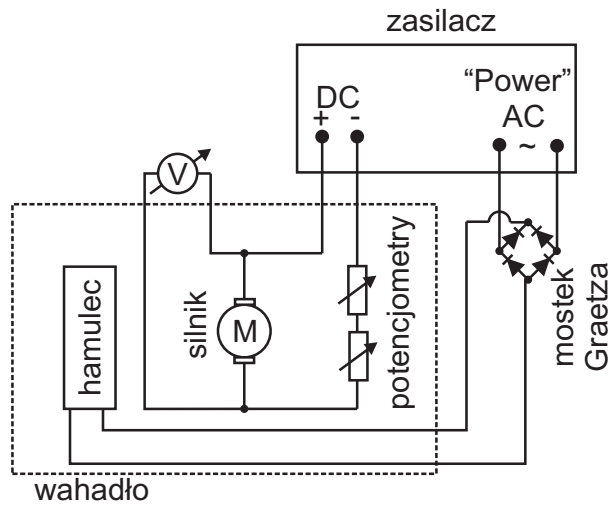 zasilacz
“Power”
DC
AC
+ -
~
V
hamulec
silnik
M
potencjometry
mostek
Graetza
wahadło